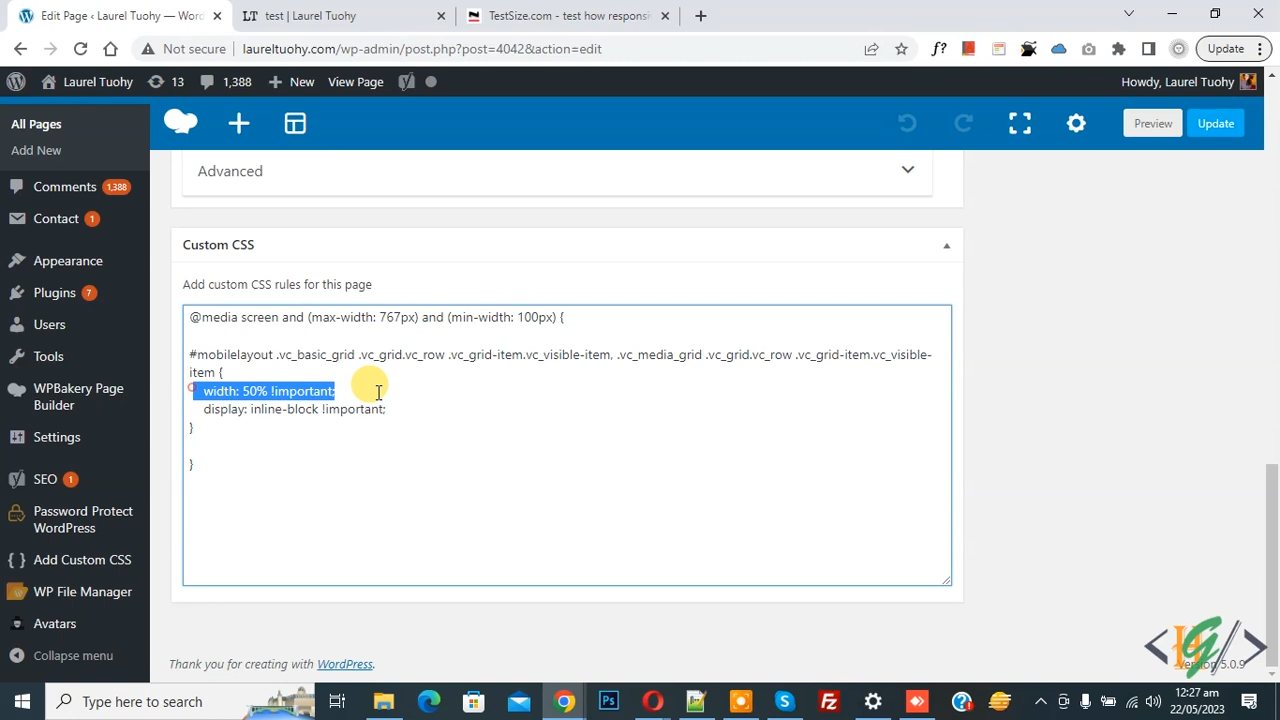 Edit Page ‹ Laurel Tuohy — Wor
test | Laurel Tuohy
TestSize.com - test how responsi
Not secure
laureltuohy.com/wp-admin/post.php?post=4042&action=edit
f?
Update
Laurel Tuohy
13
1,388
New
View Page
Howdy, Laurel Tuohy
All Pages
Add New
Comments 1,388
Contact 1
Appearance
Plugins 7
Users
Tools
WPBakery Page
Builder
Settings
SEO 1
Password Protect
WordPress
Add Custom CSS
WP File Manager
Avatars
Collapse menu
Preview
Update
Advanced
Custom CSS
Add custom CSS rules for this page
@media screen and (max-width: 767px) and (min-width: 100px) {
#mobilelayout .vc_basic_grid .vc_grid.vc_row .vc_grid-item.vc_visible-item, .vc_media_grid .vc_grid.vc_row .vc_grid-item.vc_visible-
item {
width: 50% !important;
display: inline-block !important;
}
}
Thank you for creating with WordPress.
Version 5.0.9
Type here to search
Ps
12:27 am
22/05/2023